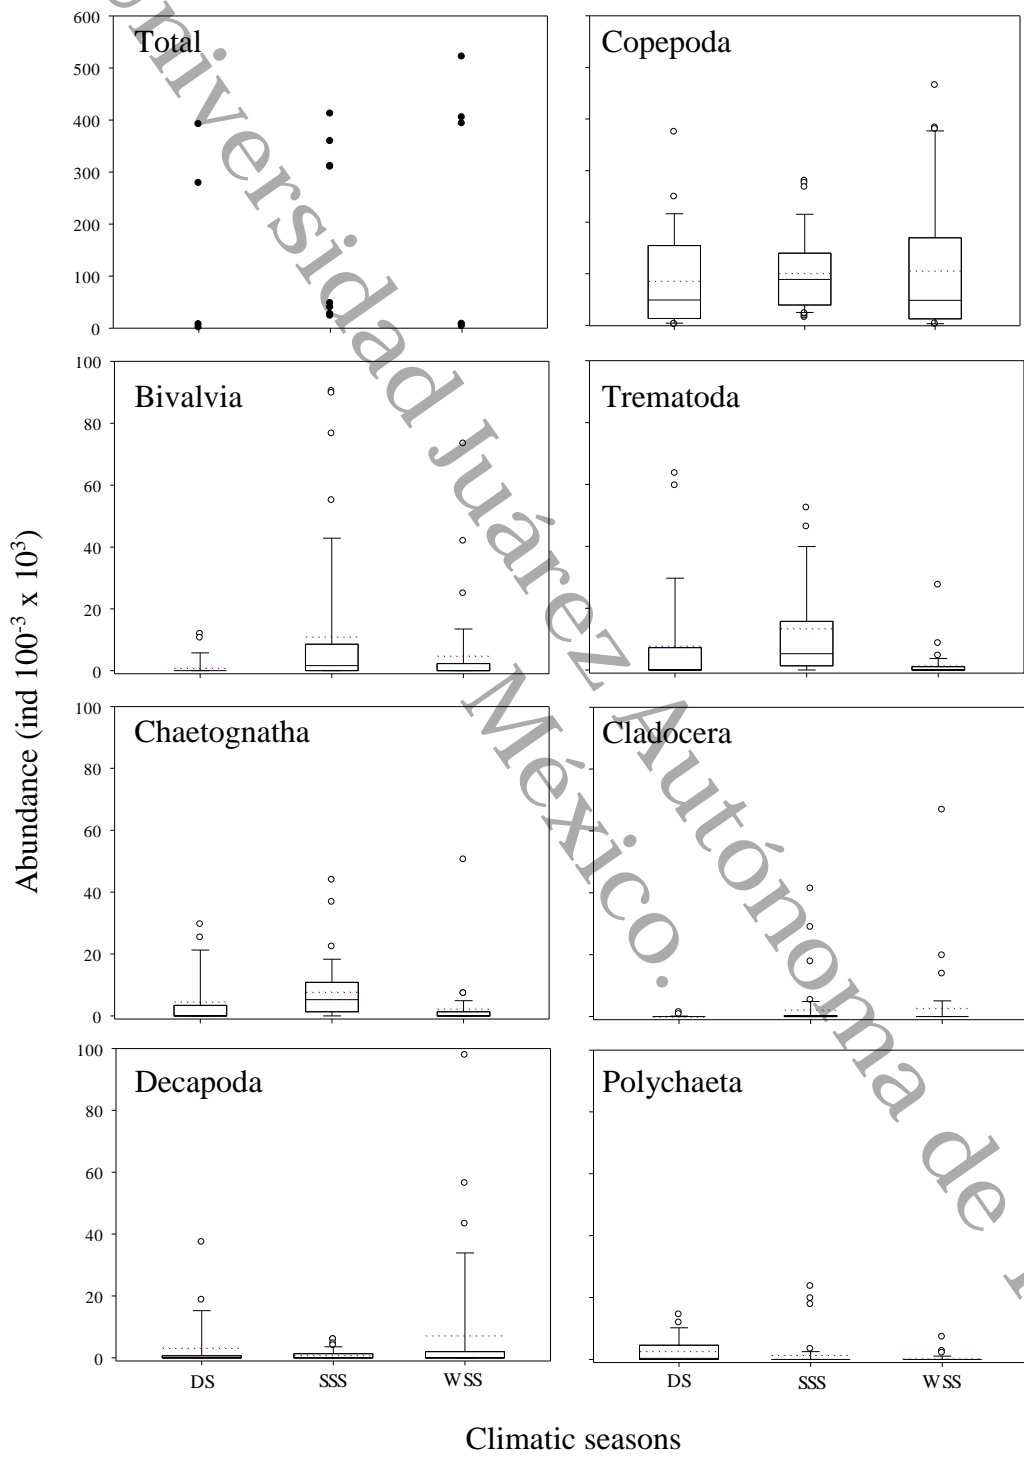 Total
Copepoda
600
500
400
300
200
100
0
Bivalvia
Trematoda
100
80
60
40
20
0
Chaetognatha
Cladocera
100
80
60
40
20
0
Decapoda
Polychaeta
100
80
60
40
20
0
DS SSS WSS
DS SSS WSS
Abundance (ind 100⁻³ x 10³)
Climatic seasons
Universidad Juárez Autónoma de
México.